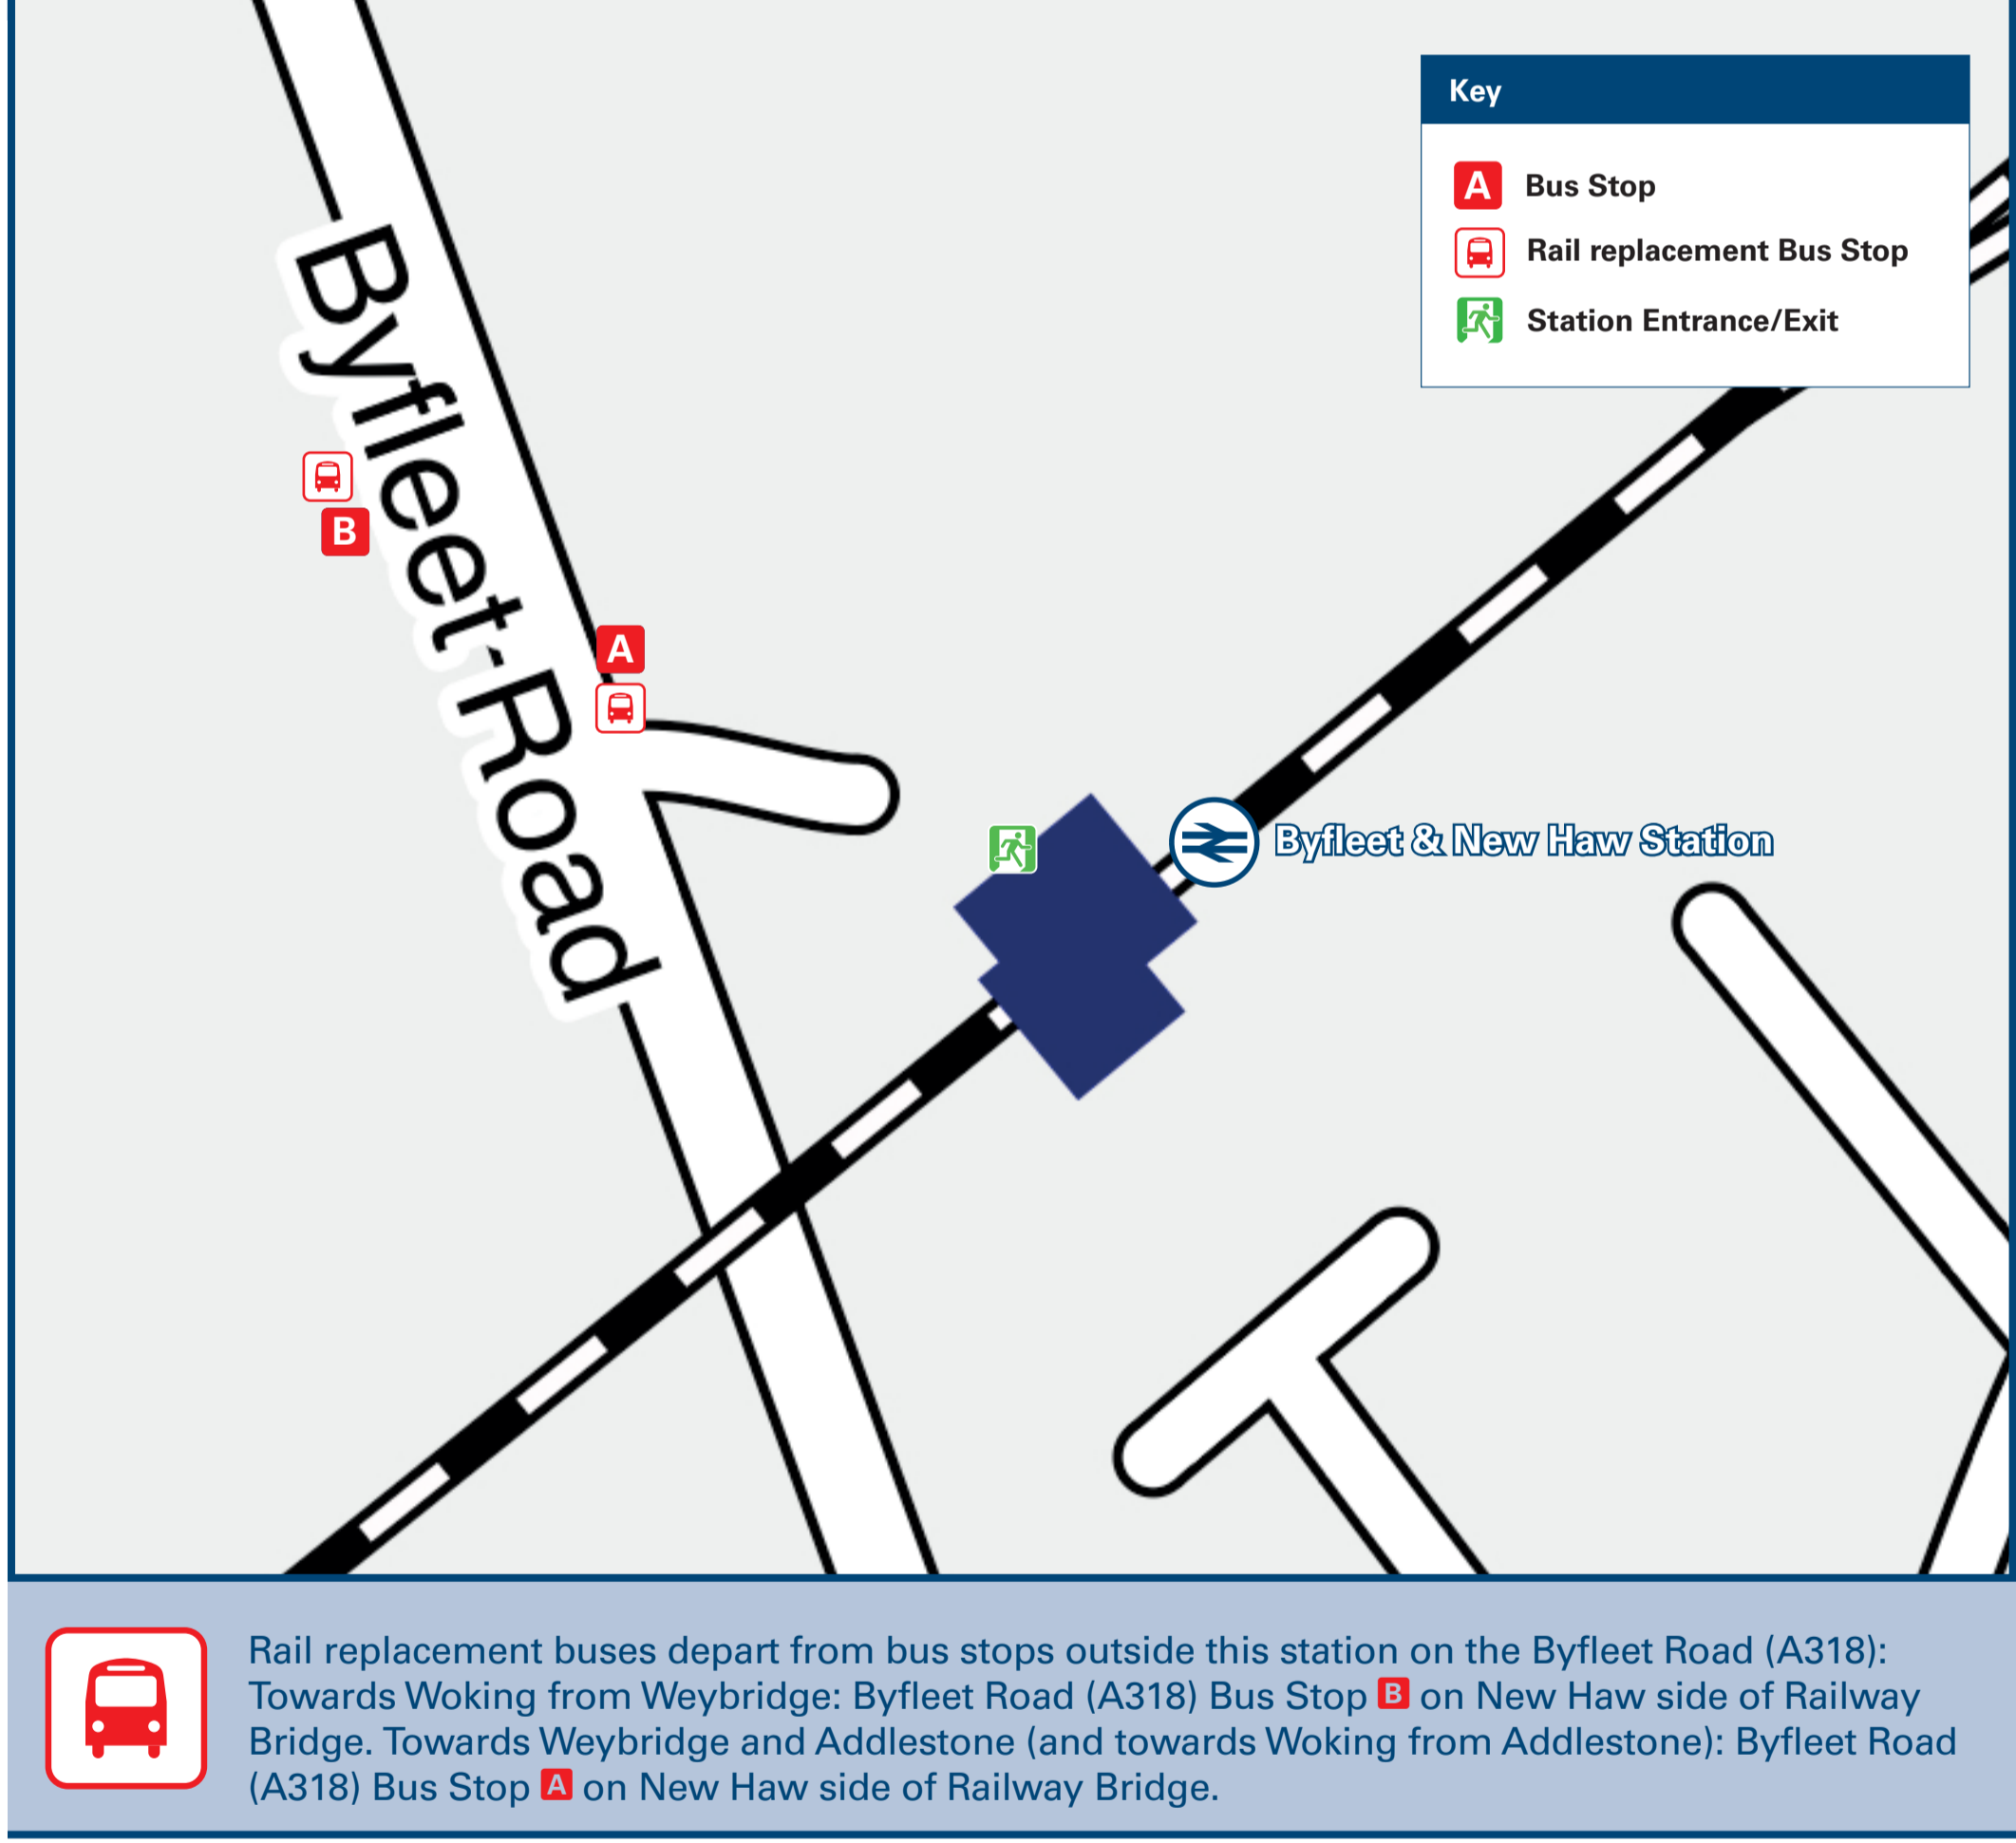 Key
A Bus Stop
Rail replacement Bus Stop
Station Entrance/Exit
Byfleet Road
B
A
Byfleet & New Haw Station
Rail replacement buses depart from bus stops outside this station on the Byfleet Road (A318):
Towards Woking from Weybridge: Byfleet Road (A318) Bus Stop B on New Haw side of Railway
Bridge. Towards Weybridge and Addlestone (and towards Woking from Addlestone): Byfleet Road
(A318) Bus Stop A on New Haw side of Railway Bridge.